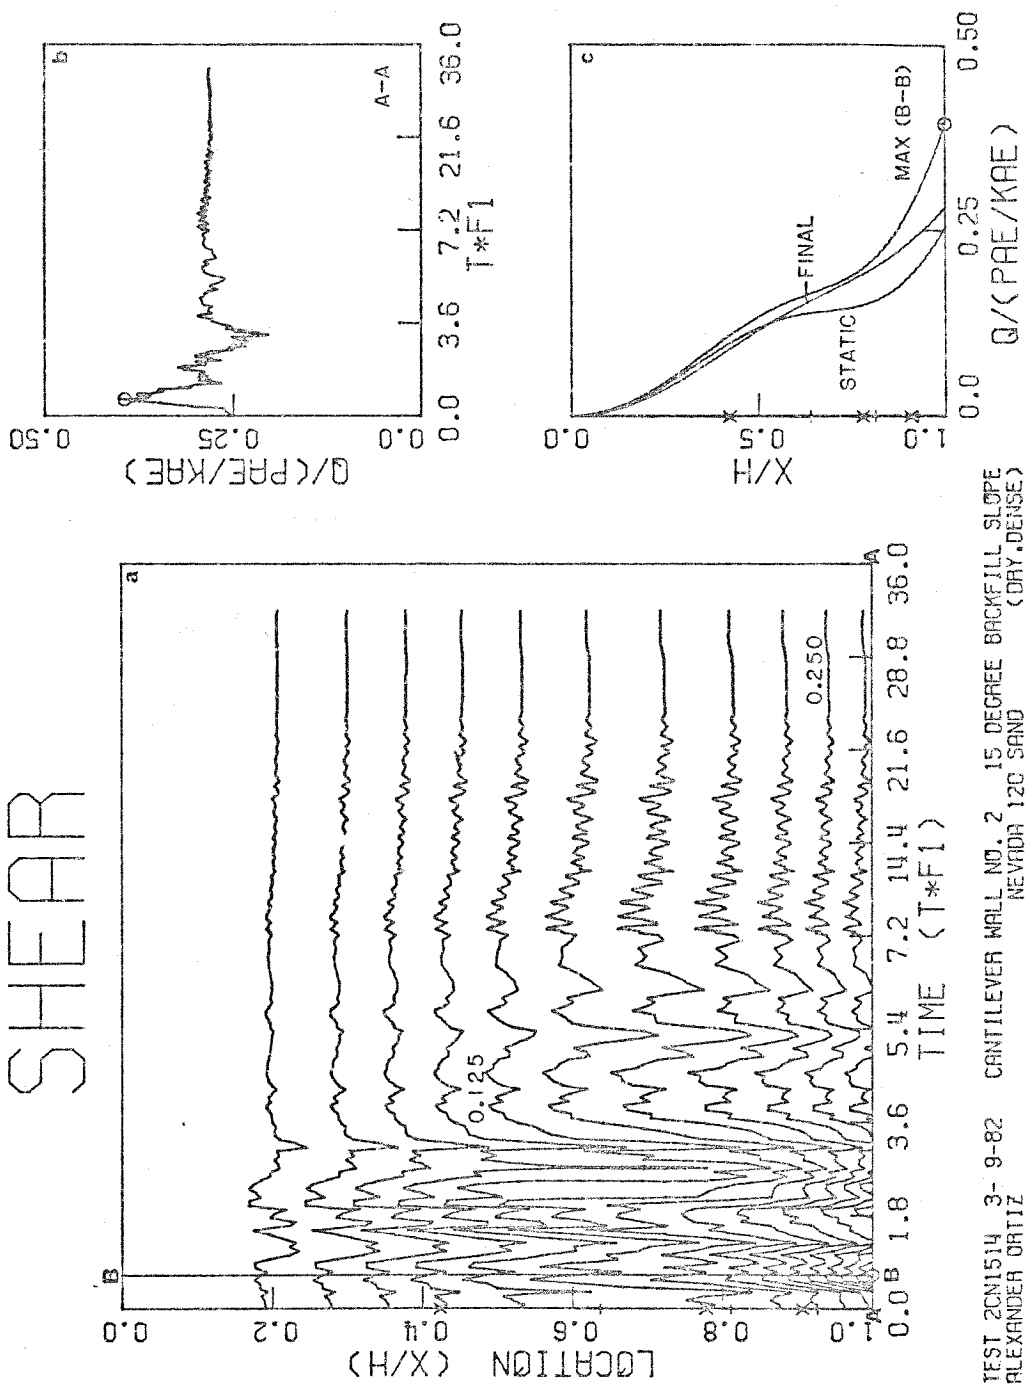 SHEAR
a
LOCATION
(X/H)
0.0
0.2
0.4
0.6
0.8
1.0
B
B
A
A
0.125
0.250
0.0 1.8 3.6 5.4 7.2 14.4 21.6 28.8 36.0
TIME (T*F1)
b
Q/(PAE/KAE)
0.50
0.25
0.0
A-A
0.0 3.6 7.2 21.6 36.0
T*F1
c
X/H
0.0
0.5
1.0
STATIC
FINAL
MAX (B-B)
0.0 0.25 0.50
Q/(PAE/KAE)
TEST 2CN1514 3- 9-82 CANTILEVER WALL NO. 2 15 DEGREE BACKFILL SLOPE
ALEXANDER ORTIZ NEVADA 120 SAND (DRY,DENSE)